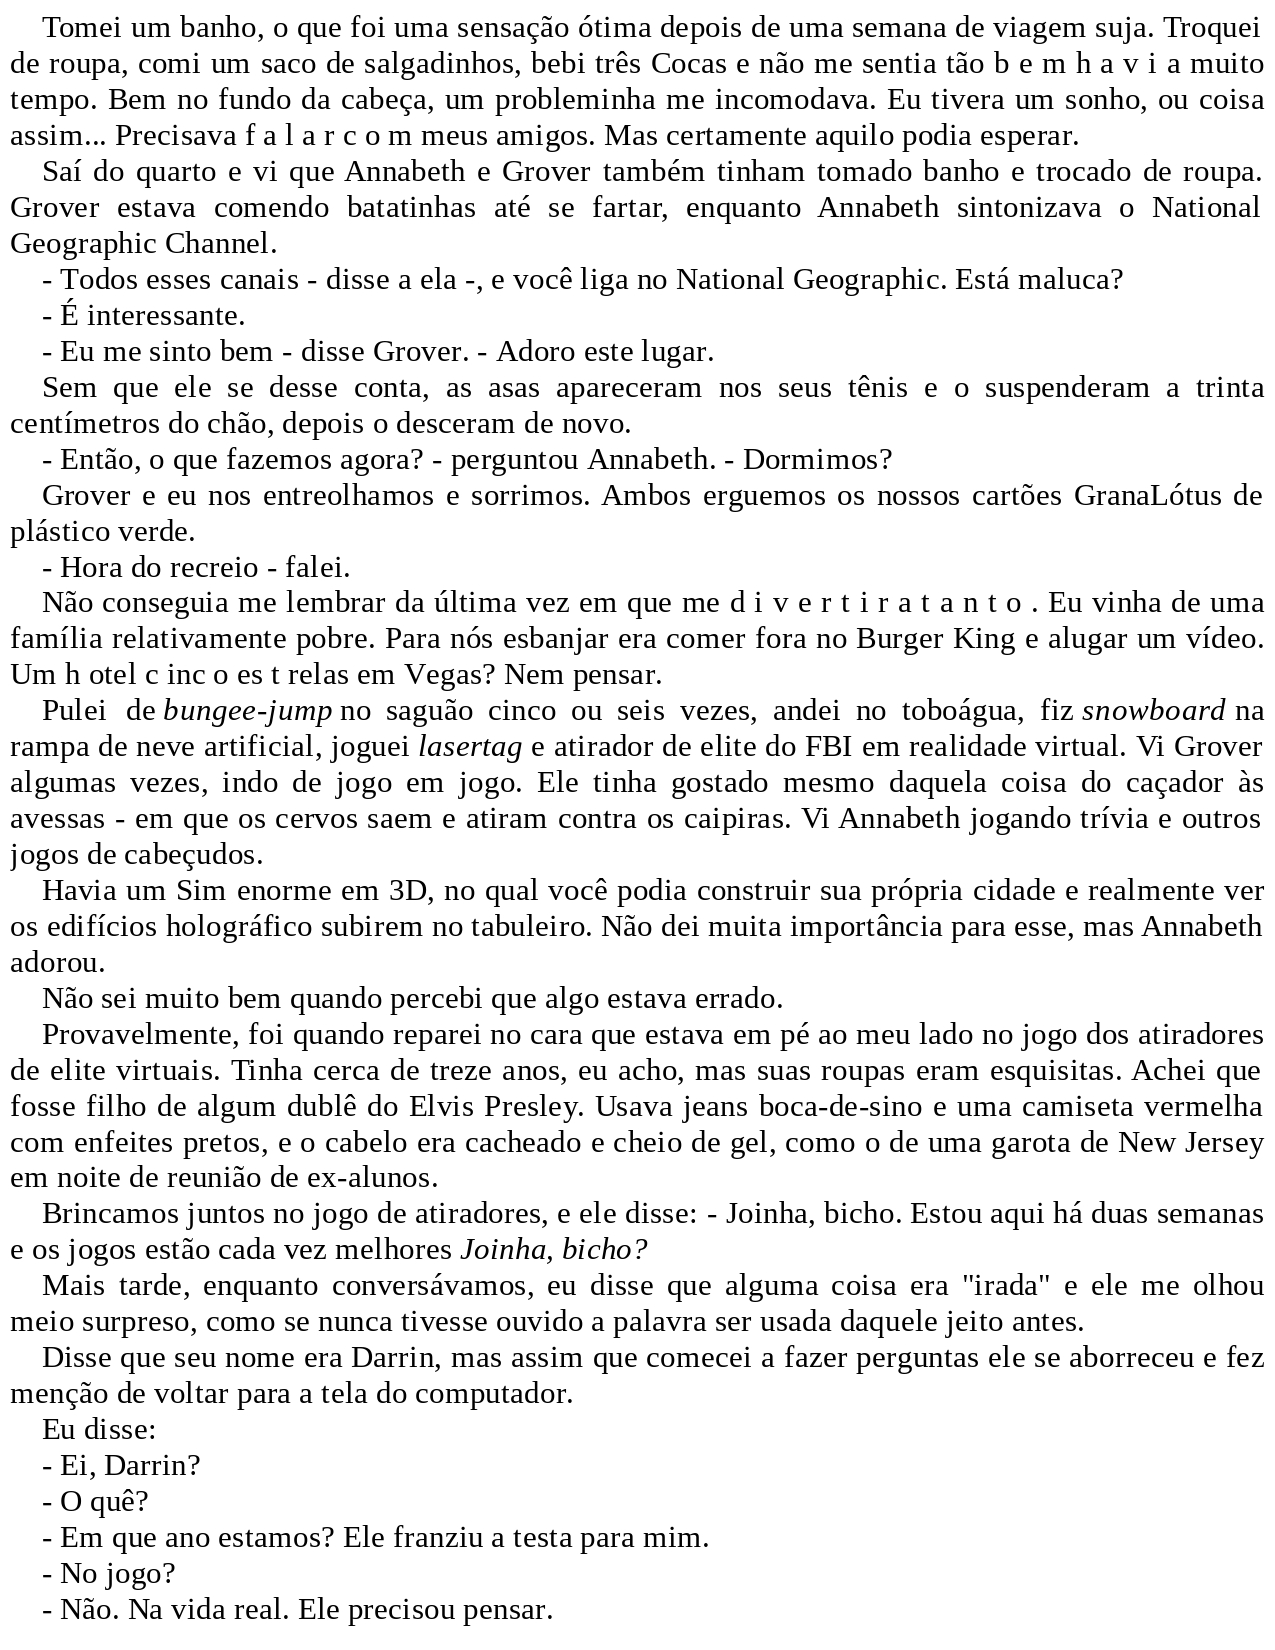 Tomei um banho, o que foi uma sensação ótima depois de uma semana de viagem suja. Troquei
de roupa, comi um saco de salgadinhos, bebi três Cocas e não me sentia tão b e m h a v i a muito
tempo. Bem no fundo da cabeça, um probleminha me incomodava. Eu tivera um sonho, ou coisa
assim... Precisava f a l a r c o m meus amigos. Mas certamente aquilo podia esperar.
Saí do quarto e vi que Annabeth e Grover também tinham tomado banho e trocado de roupa.
Grover estava comendo batatinhas até se fartar, enquanto Annabeth sintonizava o National
Geographic Channel.
- Todos esses canais - disse a ela -, e você liga no National Geographic. Está maluca?
- É interessante.
- Eu me sinto bem - disse Grover. - Adoro este lugar.
Sem que ele se desse conta, as asas apareceram nos seus tênis e o suspenderam a trinta
centímetros do chão, depois o desceram de novo.
- Então, o que fazemos agora? - perguntou Annabeth. - Dormimos?
Grover e eu nos entreolhamos e sorrimos. Ambos erguemos os nossos cartões GranaLótus de
plástico verde.
- Hora do recreio - falei.
Não conseguia me lembrar da última vez em que me d i v e r t i r a t a n t o . Eu vinha de uma
família relativamente pobre. Para nós esbanjar era comer fora no Burger King e alugar um vídeo.
Um h otel c inc o es t relas em Vegas? Nem pensar.
Pulei de bungee-jump no saguão cinco ou seis vezes, andei no toboágua, fiz snowboard na
rampa de neve artificial, joguei lasertag e atirador de elite do FBI em realidade virtual. Vi Grover
algumas vezes, indo de jogo em jogo. Ele tinha gostado mesmo daquela coisa do caçador às
avessas - em que os cervos saem e atiram contra os caipiras. Vi Annabeth jogando trívia e outros
jogos de cabeçudos.
Havia um Sim enorme em 3D, no qual você podia construir sua própria cidade e realmente ver
os edifícios holográfico subirem no tabuleiro. Não dei muita importância para esse, mas Annabeth
adorou.
Não sei muito bem quando percebi que algo estava errado.
Provavelmente, foi quando reparei no cara que estava em pé ao meu lado no jogo dos atiradores
de elite virtuais. Tinha cerca de treze anos, eu acho, mas suas roupas eram esquisitas. Achei que
fosse filho de algum dublê do Elvis Presley. Usava jeans boca-de-sino e uma camiseta vermelha
com enfeites pretos, e o cabelo era cacheado e cheio de gel, como o de uma garota de New Jersey
em noite de reunião de ex-alunos.
Brincamos juntos no jogo de atiradores, e ele disse: - Joinha, bicho. Estou aqui há duas semanas
e os jogos estão cada vez melhores Joinha, bicho?
Mais tarde, enquanto conversávamos, eu disse que alguma coisa era "irada" e ele me olhou
meio surpreso, como se nunca tivesse ouvido a palavra ser usada daquele jeito antes.
Disse que seu nome era Darrin, mas assim que comecei a fazer perguntas ele se aborreceu e fez
menção de voltar para a tela do computador.
Eu disse:
- Ei, Darrin?
- O quê?
- Em que ano estamos? Ele franziu a testa para mim.
- No jogo?
- Não. Na vida real. Ele precisou pensar.